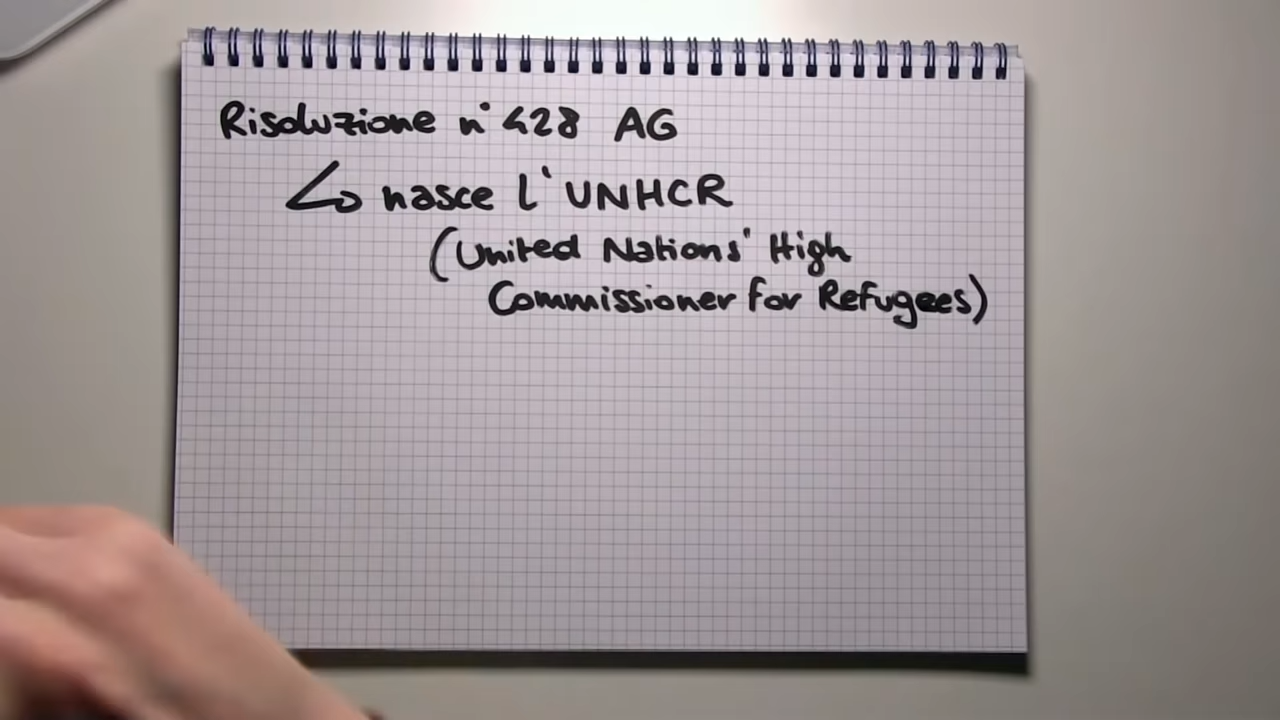 Risoluzione n° 428 AG
↳ nasce l'UNHCR
(United Nations' High
Commissioner for Refugees)